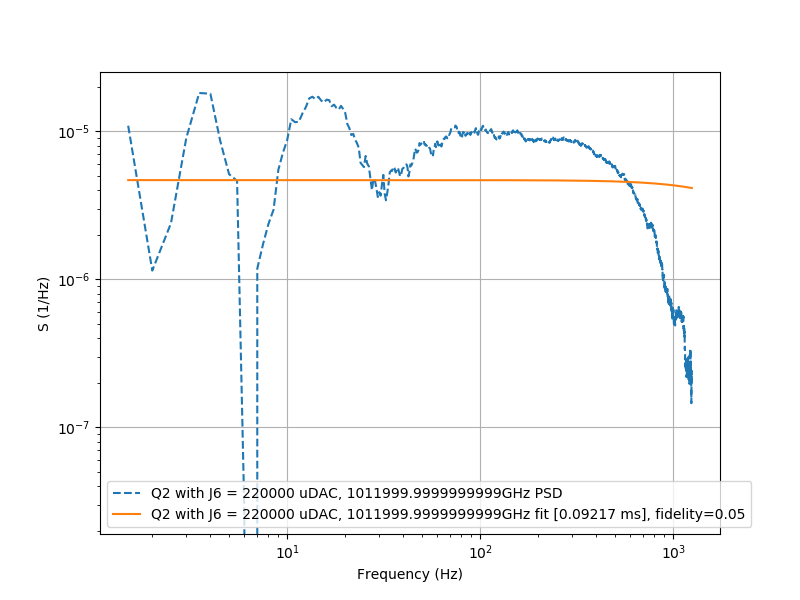 S (1/Hz)
10⁻⁵
10⁻⁶
10⁻⁷
Q2 with J6 = 220000 uDAC, 1011999.9999999999GHz PSD
Q2 with J6 = 220000 uDAC, 1011999.9999999999GHz fit [0.09217 ms], fidelity=0.05
10¹ 10² 10³
Frequency (Hz)